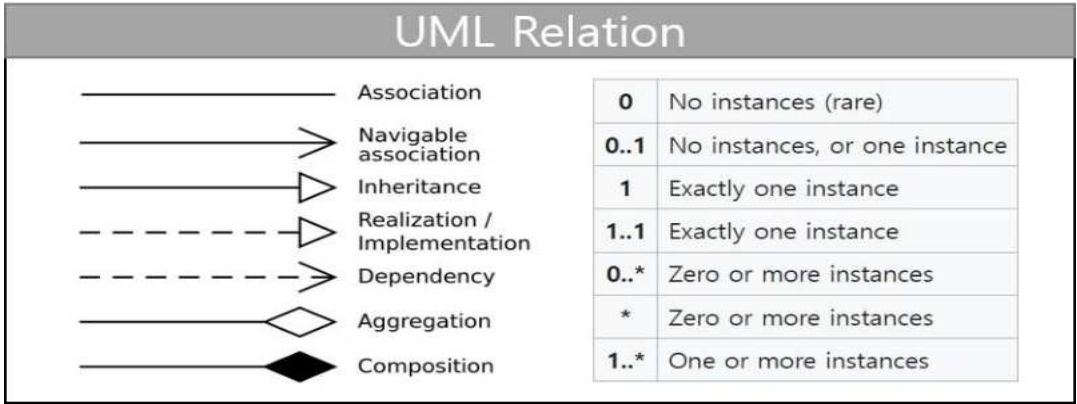 UML Relation
Association
Navigable
association
Inheritance
Realization /
Implementation
Dependency
Aggregation
Composition
0 No instances (rare)
0..1 No instances, or one instance
1 Exactly one instance
1..1 Exactly one instance
0..* Zero or more instances
* Zero or more instances
1..* One or more instances